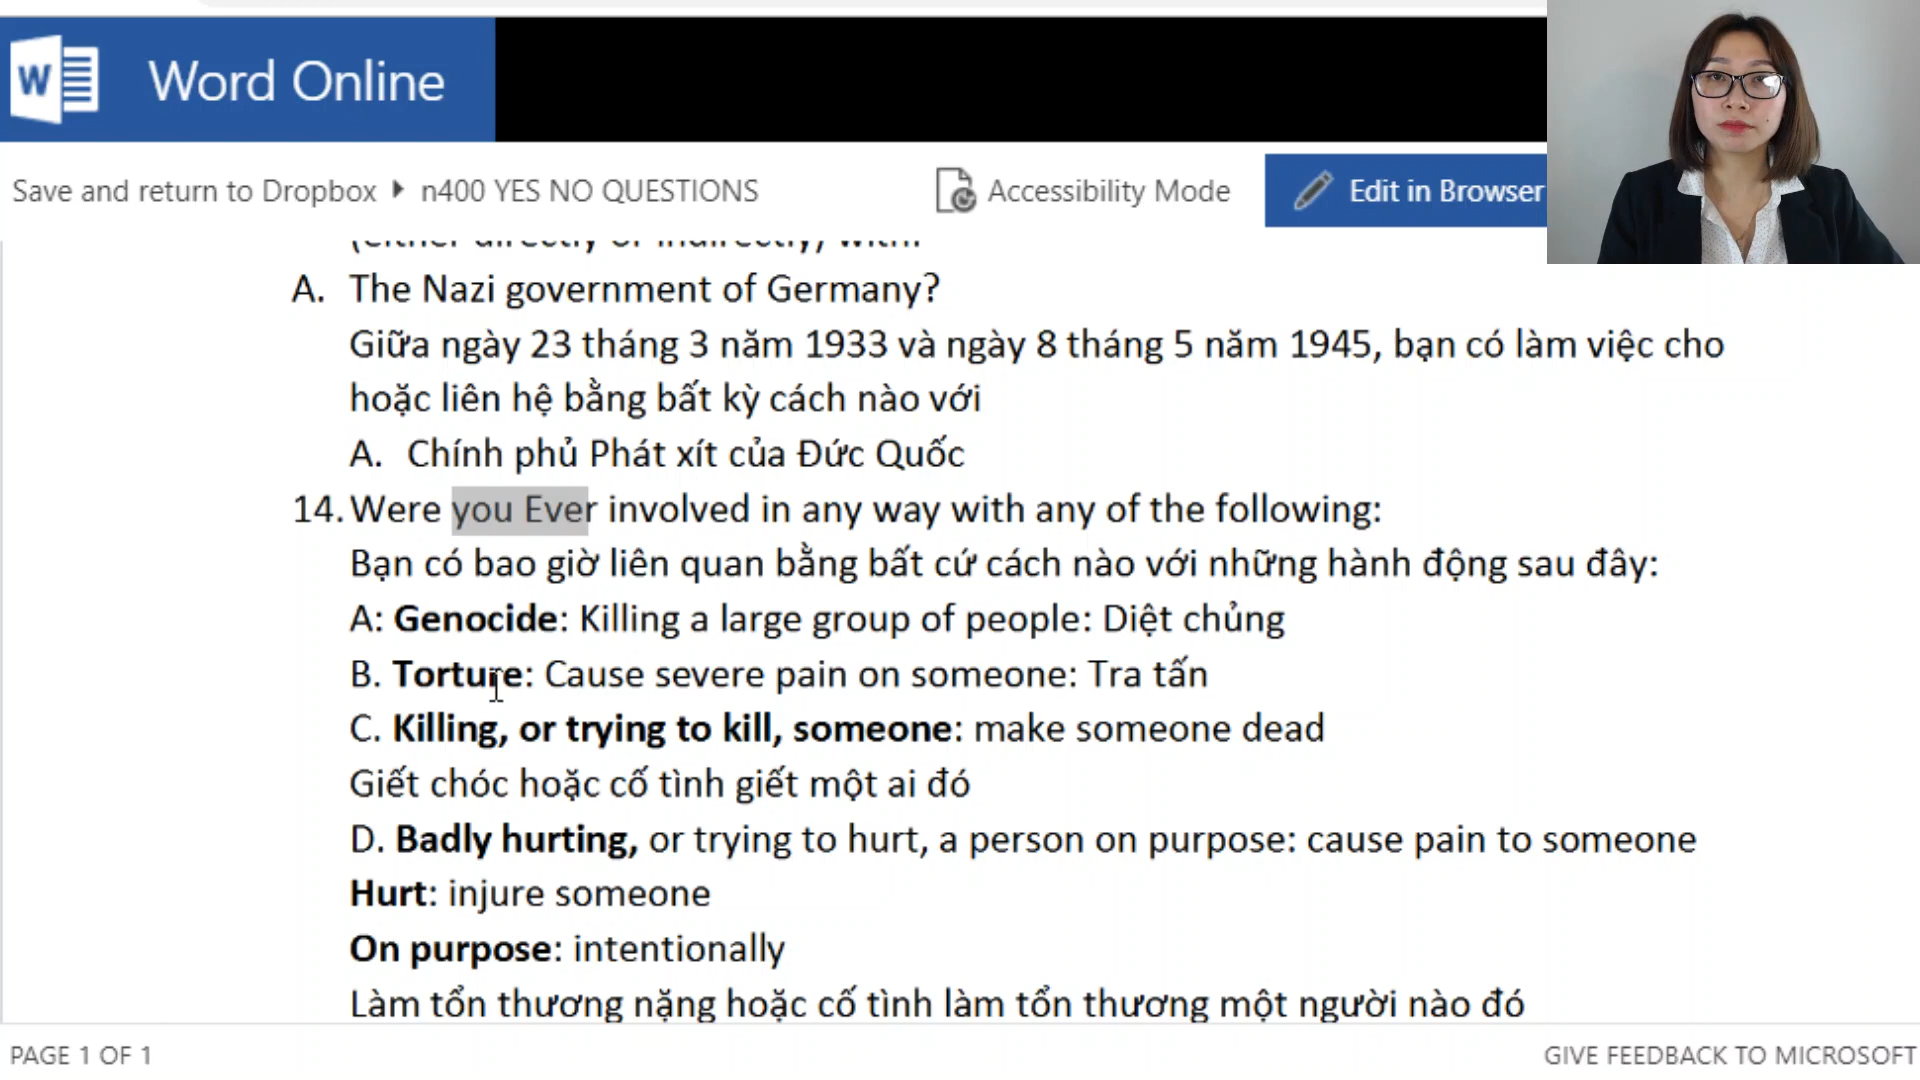 W Word Online
Save and return to Dropbox n400 YES NO QUESTIONS Accessibility Mode Edit in Browser
(either directly or indirectly) with:
A. The Nazi government of Germany?
Giữa ngày 23 tháng 3 năm 1933 và ngày 8 tháng 5 năm 1945, bạn có làm việc cho
hoặc liên hệ bằng bất kỳ cách nào với
A. Chính phủ Phát xít của Đức Quốc
14. Were you Ever involved in any way with any of the following:
Bạn có bao giờ liên quan bằng bất cứ cách nào với những hành động sau đây:
A: Genocide: Killing a large group of people: Diệt chủng
B. Torture: Cause severe pain on someone: Tra tấn
C. Killing, or trying to kill, someone: make someone dead
Giết chóc hoặc cố tình giết một ai đó
D. Badly hurting, or trying to hurt, a person on purpose: cause pain to someone
Hurt: injure someone
On purpose: intentionally
Làm tổn thương nặng hoặc cố tình làm tổn thương một người nào đó
PAGE 1 OF 1 GIVE FEEDBACK TO MICROSOFT